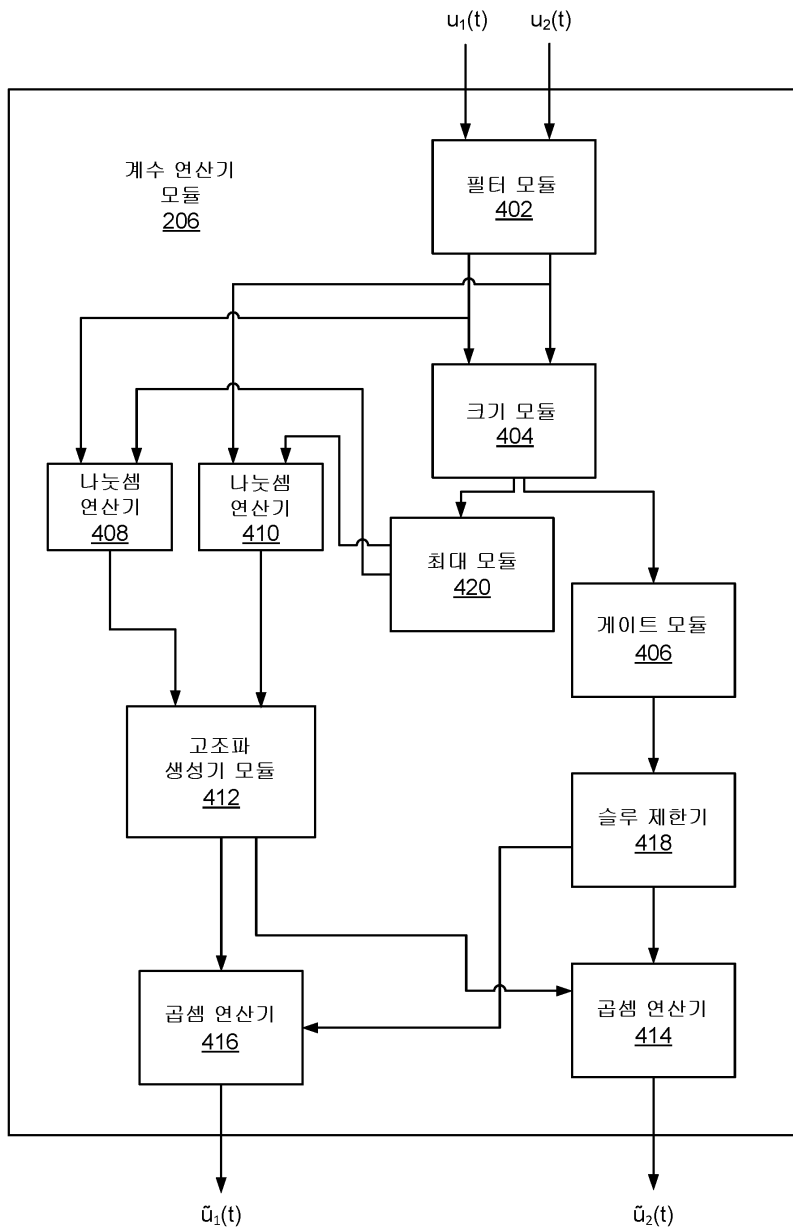 u₁(t) u₂(t)
계수 연산기
모듈
206
필터 모듈
402
크기 모듈
404
나눗셈
연산기
408
나눗셈
연산기
410
최대 모듈
420
게이트 모듈
406
고조파
생성기 모듈
412
슬루 제한기
418
곱셈 연산기
416
곱셈 연산기
414
ũ₁(t) ũ₂(t)